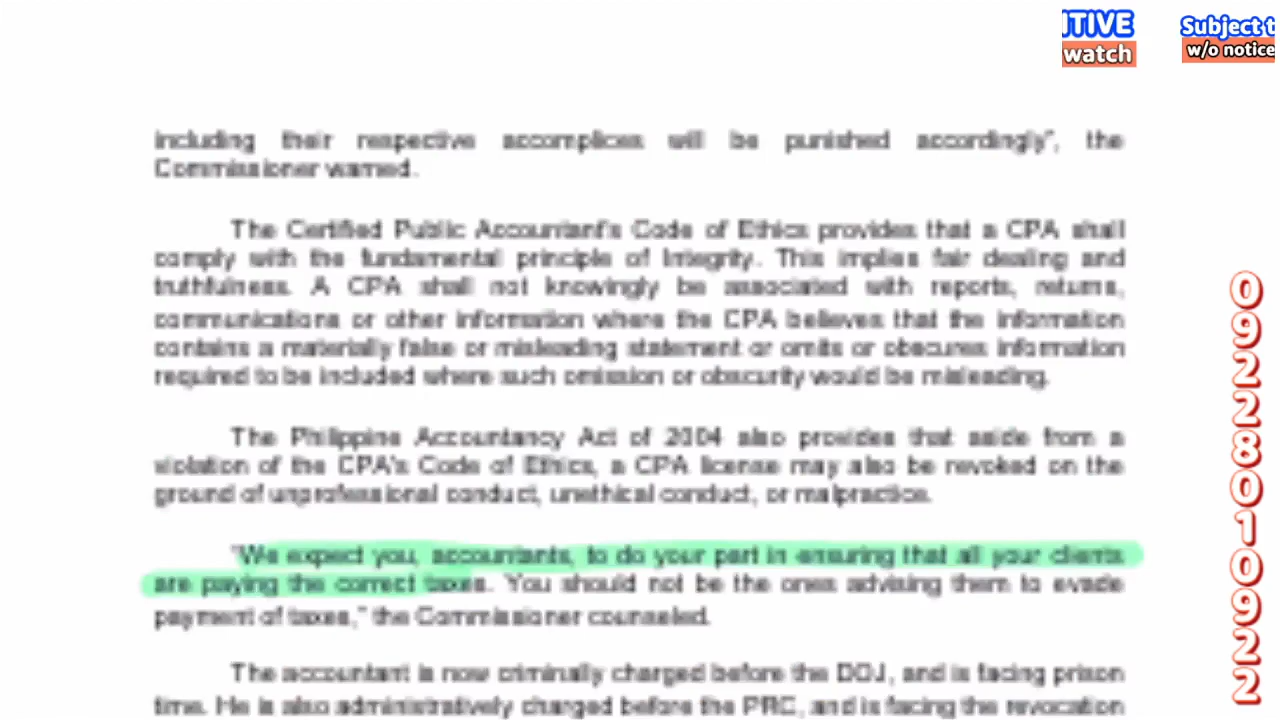 ITIVE
watch
Subject t
w/o notice
including their respective accomplices will be punished accordingly", the
Commissioner warned.
The Certified Public Accountant's Code of Ethics provides that a CPA shall
comply with the fundamental principle of Integrity. This implies fair dealing and
truthfulness. A CPA shall not knowingly be associated with reports, returns,
communications or other information where the CPA believes that the information
contains a materially false or misleading statement or omits or obscures information
required to be included where such omission or obscurity would be misleading.
The Philippine Accountancy Act of 2004 also provides that aside from a
violation of the CPA's Code of Ethics, a CPA license may also be revoked on the
ground of unprofessional conduct, unethical conduct, or malpractice.
"We expect you, accountants, to do your part in ensuring that all your clients
are paying the correct taxes. You should not be the ones advising them to evade
payment of taxes," the Commissioner counseled.
The accountant is now criminally charged before the DOJ, and is facing prison
time. He is also administratively charged before the PRC, and is facing the revocation
09228010922